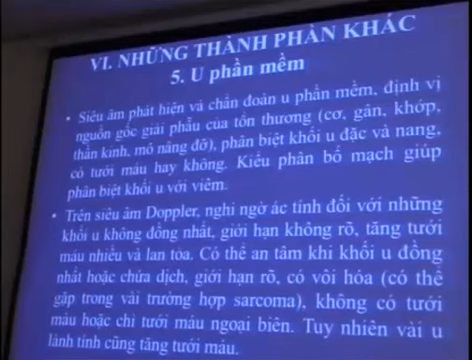 VI. NHỮNG THÀNH PHẦN KHÁC
5. U phần mềm
• Siêu âm phát hiện và chẩn đoán u phần mềm, định vị
nguồn gốc giải phẫu của tổn thương (cơ, gân, khớp,
thần kinh, mô nâng đỡ), phân biệt khối u đặc và nang,
có tưới máu hay không. Kiểu phân bố mạch giúp
phân biệt khối u với viêm.
• Trên siêu âm Doppler, nghi ngờ ác tính đối với những
khối u không đồng nhất, giới hạn không rõ, tăng tưới
máu nhiều và lan tỏa. Có thể an tâm khi khối u đồng
nhất hoặc chứa dịch, giới hạn rõ, có vôi hóa (có thể
gặp trong vài trường hợp sarcoma), không có tưới
máu hoặc chỉ tưới máu ngoại biên. Tuy nhiên vài u
lành tính cũng tăng tưới máu.